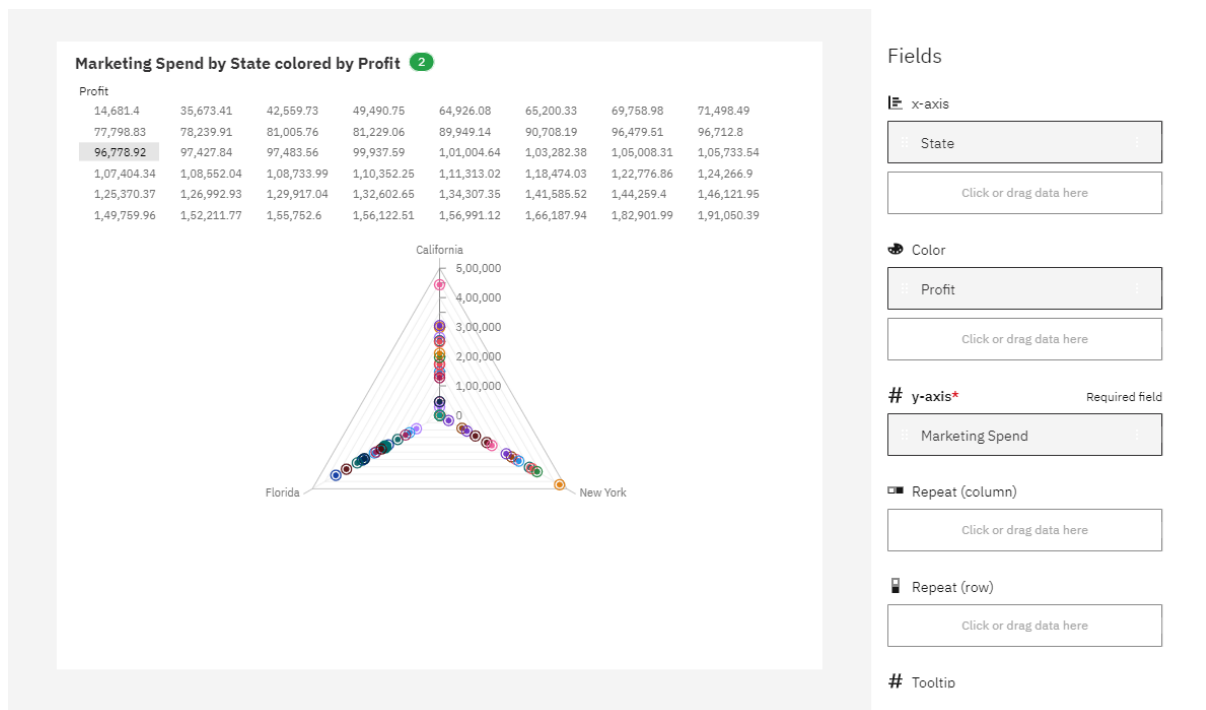 Marketing Spend by State colored by Profit 2
Profit
14,681.4 35,673.41 42,559.73 49,490.75 64,926.08 65,200.33 69,758.98 71,498.49
77,798.83 78,239.91 81,005.76 81,229.06 89,949.14 90,708.19 96,479.51 96,712.8
96,778.92 97,427.84 97,483.56 99,937.59 1,01,004.64 1,03,282.38 1,05,008.31 1,05,733.54
1,07,404.34 1,08,552.04 1,08,733.99 1,10,352.25 1,11,313.02 1,18,474.03 1,22,776.86 1,24,266.9
1,25,370.37 1,26,992.93 1,29,917.04 1,32,602.65 1,34,307.35 1,41,585.52 1,44,259.4 1,46,121.95
1,49,759.96 1,52,211.77 1,55,752.6 1,56,122.51 1,56,991.12 1,66,187.94 1,82,901.99 1,91,050.39
California
5,00,000
4,00,000
3,00,000
2,00,000
1,00,000
0
Florida
New York
Fields
x-axis
State
Click or drag data here
Color
Profit
Click or drag data here
# y-axis* Required field
Marketing Spend
Repeat (column)
Click or drag data here
Repeat (row)
Click or drag data here
# Tooltip